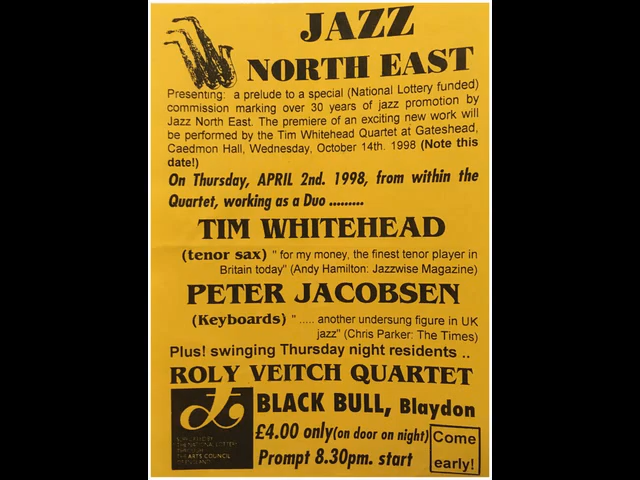 JAZZ
NORTH EAST
Presenting: a prelude to a special (National Lottery funded)
commission marking over 30 years of jazz promotion by
Jazz North East. The premiere of an exciting new work will
be performed by the Tim Whitehead Quartet at Gateshead,
Caedmon Hall, Wednesday, October 14th. 1998 (Note this
date!)
On Thursday, APRIL 2nd. 1998, from within the
Quartet, working as a Duo .........
TIM WHITEHEAD
(tenor sax) " for my money, the finest tenor player in
Britain today" (Andy Hamilton: Jazzwise Magazine)
PETER JACOBSEN
(Keyboards) " ..... another undersung figure in UK
jazz" (Chris Parker: The Times)
Plus! swinging Thursday night residents ..
ROLY VEITCH QUARTET
BLACK BULL, Blaydon
£4.00 only(on door on night)
Prompt 8.30pm. start
Come
early!
THE NATIONAL LOTTERY
THE ARTS COUNCIL